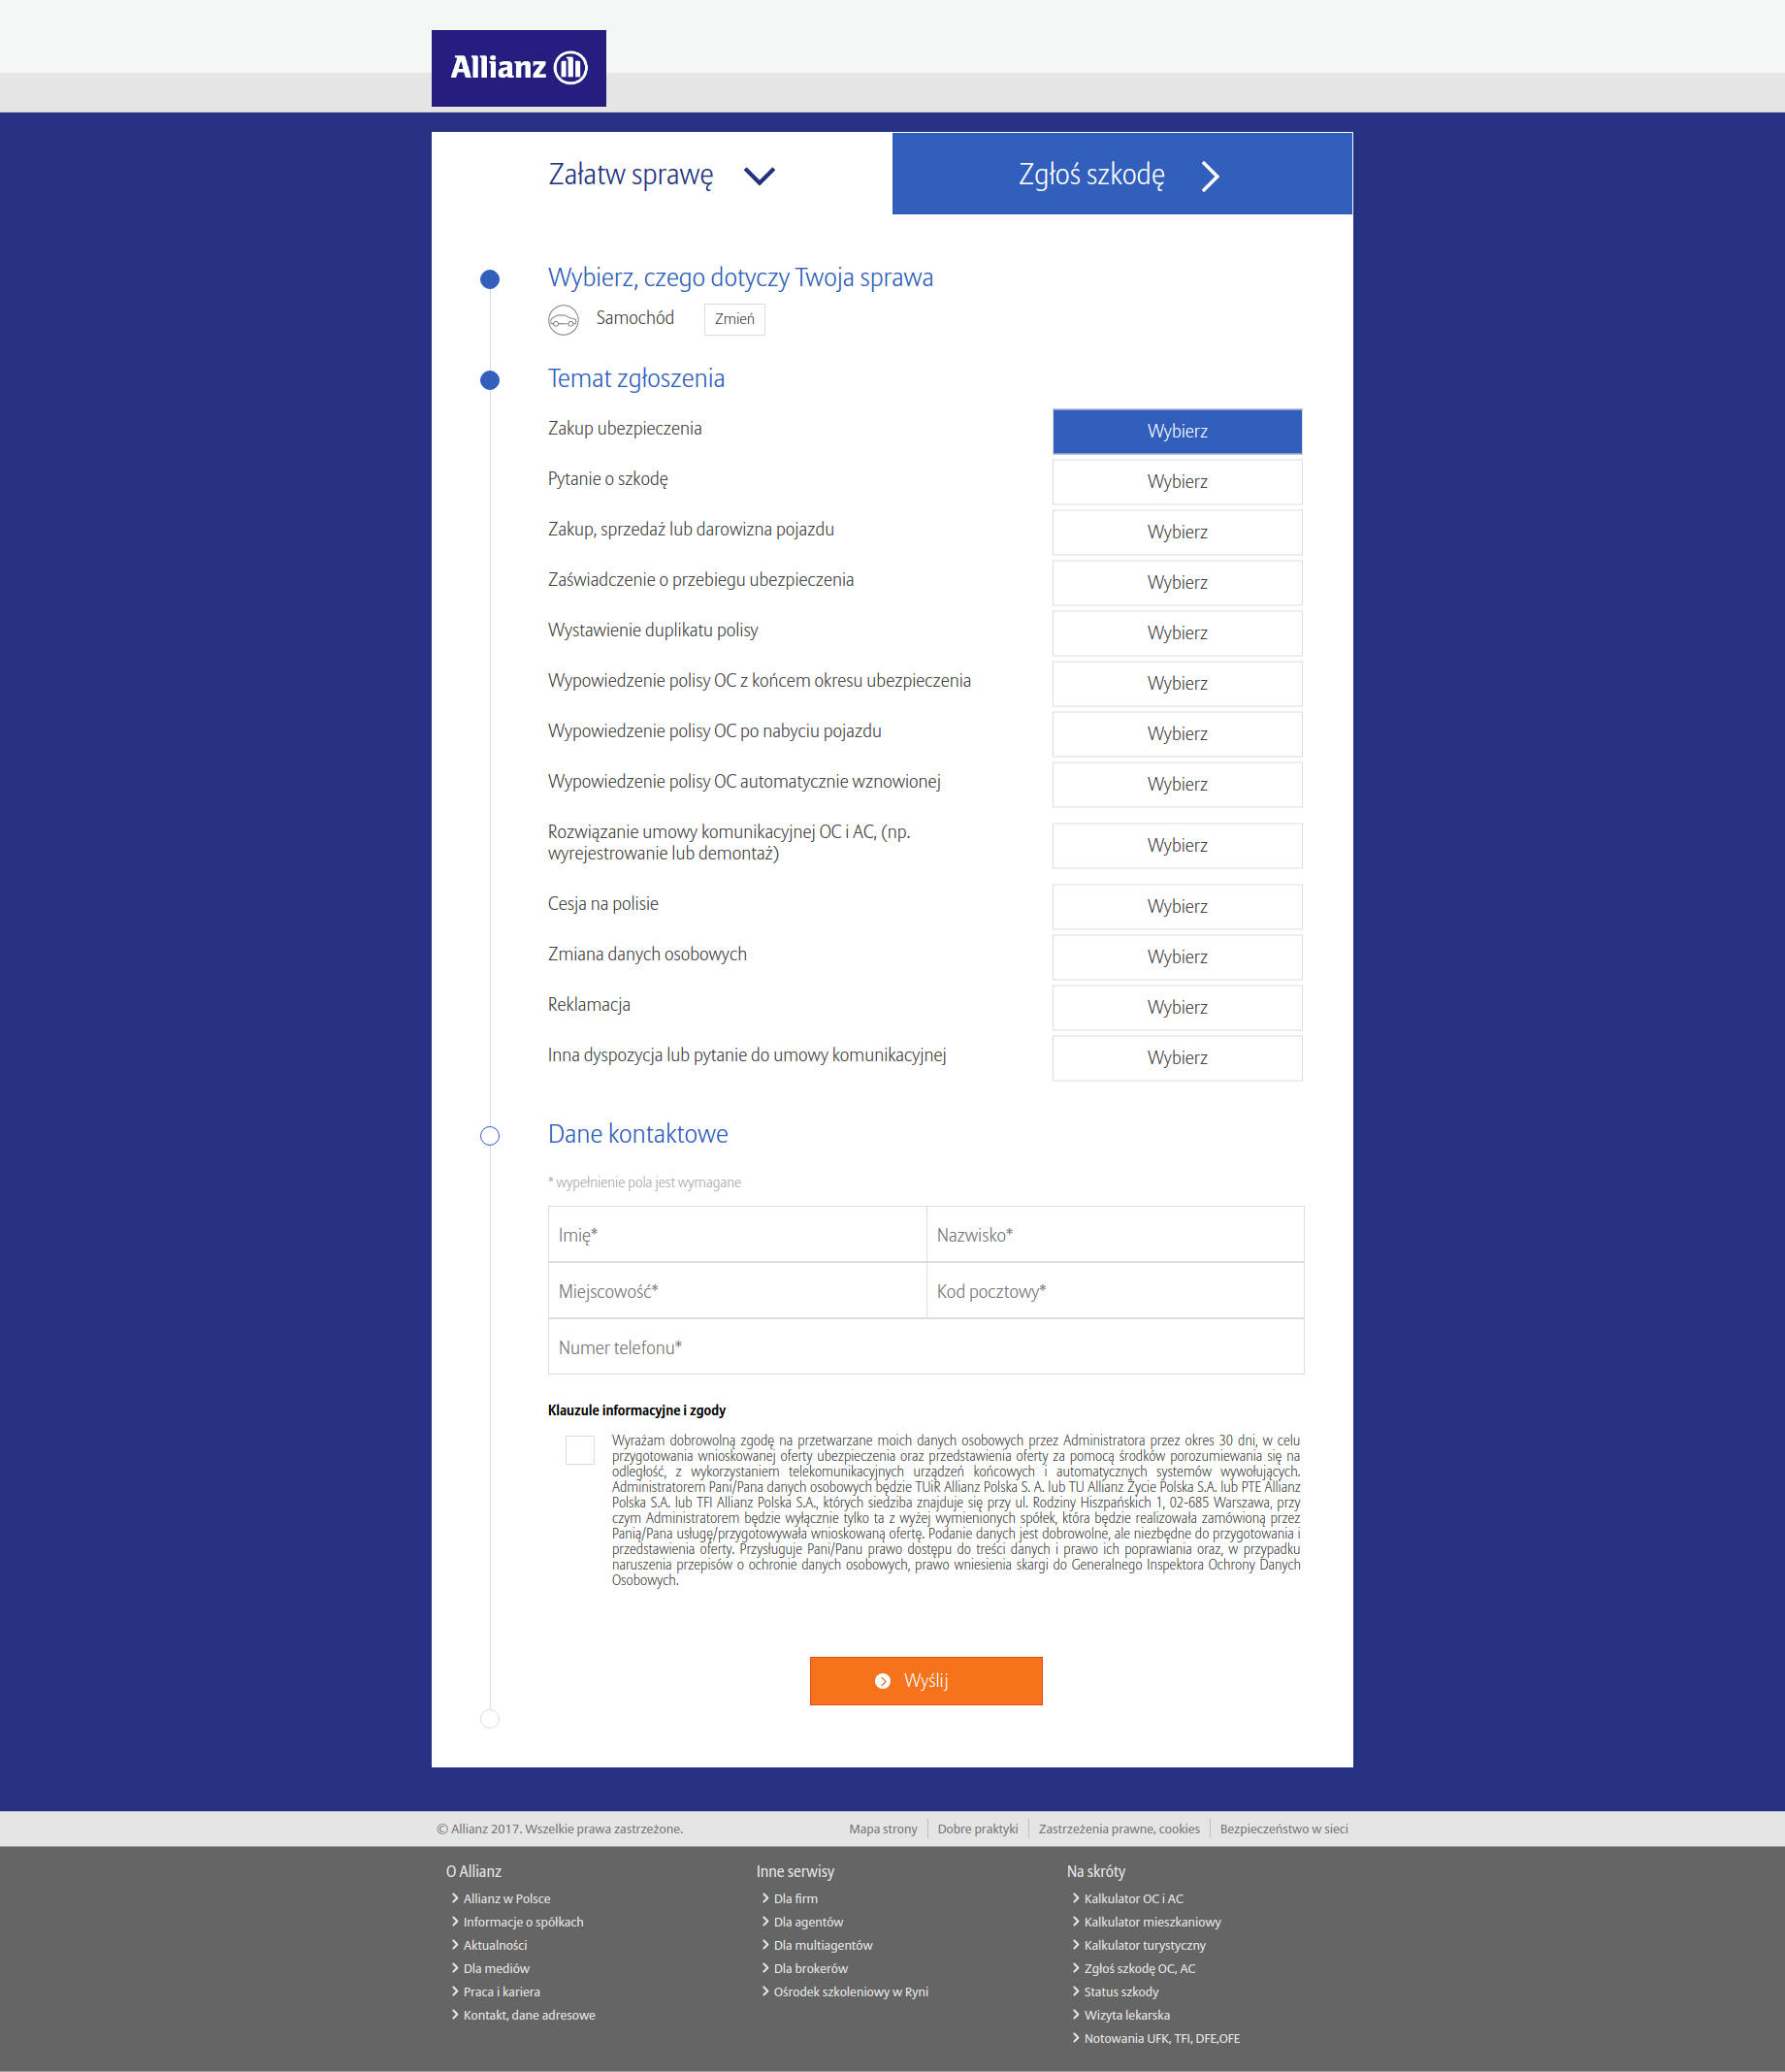 Allianz
Załatw sprawę
Zgłoś szkodę
Wybierz, czego dotyczy Twoja sprawa
Samochód
Zmień
Temat zgłoszenia
Zakup ubezpieczenia
Wybierz
Pytanie o szkodę
Wybierz
Zakup, sprzedaż lub darowizna pojazdu
Wybierz
Zaświadczenie o przebiegu ubezpieczenia
Wybierz
Wystawienie duplikatu polisy
Wybierz
Wypowiedzenie polisy OC z końcem okresu ubezpieczenia
Wybierz
Wypowiedzenie polisy OC po nabyciu pojazdu
Wybierz
Wypowiedzenie polisy OC automatycznie wznowionej
Wybierz
Rozwiązanie umowy komunikacyjnej OC i AC, (np.
wyrejestrowanie lub demontaż)
Wybierz
Cesja na polisie
Wybierz
Zmiana danych osobowych
Wybierz
Reklamacja
Wybierz
Inna dyspozycja lub pytanie do umowy komunikacyjnej
Wybierz
Dane kontaktowe
* wypełnienie pola jest wymagane
Imię*
Nazwisko*
Miejscowość*
Kod pocztowy*
Numer telefonu*
Klauzule informacyjne i zgody
Wyrażam dobrowolną zgodę na przetwarzane moich danych osobowych przez Administratora przez okres 30 dni, w celu
przygotowania wnioskowanej oferty ubezpieczenia oraz przedstawienia oferty za pomocą środków porozumiewania się na
odległość, z wykorzystaniem telekomunikacyjnych urządzeń końcowych i automatycznych systemów wywołujących.
Administratorem Pani/Pana danych osobowych będzie TUiR Allianz Polska S. A. lub TU Allianz Życie Polska S.A. lub PTE Allianz
Polska S.A. lub TFI Allianz Polska S.A., których siedziba znajduje się przy ul. Rodziny Hiszpańskich 1, 02-685 Warszawa, przy
czym Administratorem będzie wyłącznie tylko ta z wyżej wymienionych spółek, która będzie realizowała zamówioną przez
Panią/Pana usługę/przygotowywała wnioskowaną ofertę. Podanie danych jest dobrowolne, ale niezbędne do przygotowania i
przedstawienia oferty. Przysługuje Pani/Panu prawo dostępu do treści danych i prawo ich poprawiania oraz, w przypadku
naruszenia przepisów o ochronie danych osobowych, prawo wniesienia skargi do Generalnego Inspektora Ochrony Danych
Osobowych.
Wyślij
© Allianz 2017. Wszelkie prawa zastrzeżone.
Mapa strony
Dobre praktyki
Zastrzeżenia prawne, cookies
Bezpieczeństwo w sieci
O Allianz
Allianz w Polsce
Informacje o spółkach
Aktualności
Dla mediów
Praca i kariera
Kontakt, dane adresowe
Inne serwisy
Dla firm
Dla agentów
Dla multiagentów
Dla brokerów
Ośrodek szkoleniowy w Ryni
Na skróty
Kalkulator OC i AC
Kalkulator mieszkaniowy
Kalkulator turystyczny
Zgłoś szkodę OC, AC
Status szkody
Wizyta lekarska
Notowania UFK, TFI, DFE,OFE